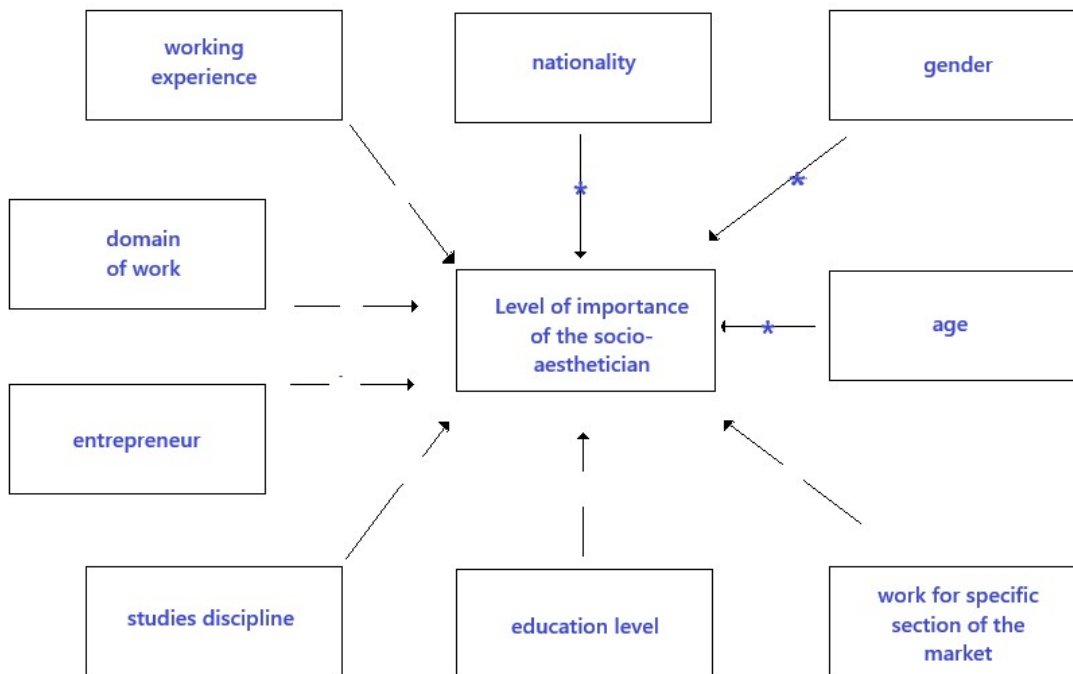 working
experience
nationality
gender
*
*
domain
of work
Level of importance
of the socio-
aesthetician
age
*
entrepreneur
studies discipline
education level
work for specific
section of the
market